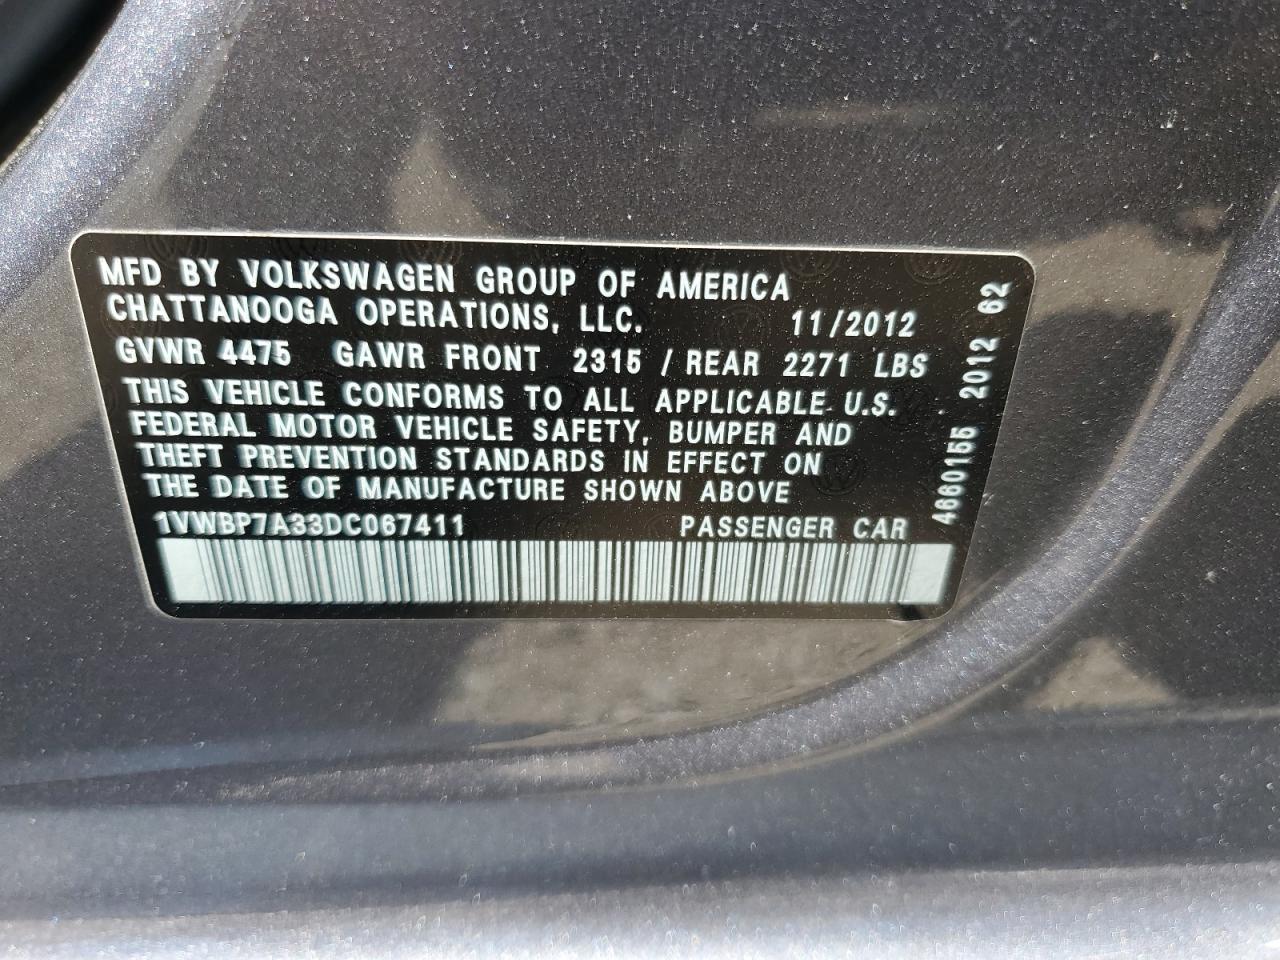 MFD BY VOLKSWAGEN GROUP OF AMERICA
CHATTANOOGA OPERATIONS, LLC. 11/2012
GVWR 4475 GAWR FRONT 2315 / REAR 2271 LBS
THIS VEHICLE CONFORMS TO ALL APPLICABLE U.S.
FEDERAL MOTOR VEHICLE SAFETY, BUMPER AND
THEFT PREVENTION STANDARDS IN EFFECT ON
THE DATE OF MANUFACTURE SHOWN ABOVE
1VWBP7A33DC067411 PASSENGER CAR
4660155 2012 62